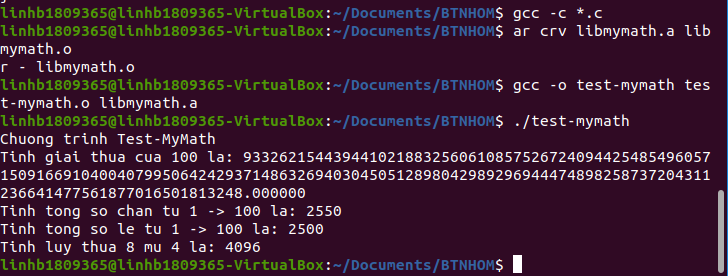 linhb1809365@linhb1809365-VirtualBox:~/Documents/BTNHOM$ gcc -c *.c
linhb1809365@linhb1809365-VirtualBox:~/Documents/BTNHOM$ ar crv libmymath.a lib
mymath.o
r - libmymath.o
linhb1809365@linhb1809365-VirtualBox:~/Documents/BTNHOM$ gcc -o test-mymath tes
t-mymath.o libmymath.a
linhb1809365@linhb1809365-VirtualBox:~/Documents/BTNHOM$ ./test-mymath
Chuong trinh Test-MyMath
Tinh giai thua cua 100 la: 9332621544394410218832560610857526724094425485496057
1509166910400407995064242937148632694030450512898042989296944474898258737204311
236641477561877016501813248.000000
Tinh tong so chan tu 1 -> 100 la: 2550
Tinh tong so le tu 1 -> 100 la: 2500
Tinh luy thua 8 mu 4 la: 4096
linhb1809365@linhb1809365-VirtualBox:~/Documents/BTNHOM$